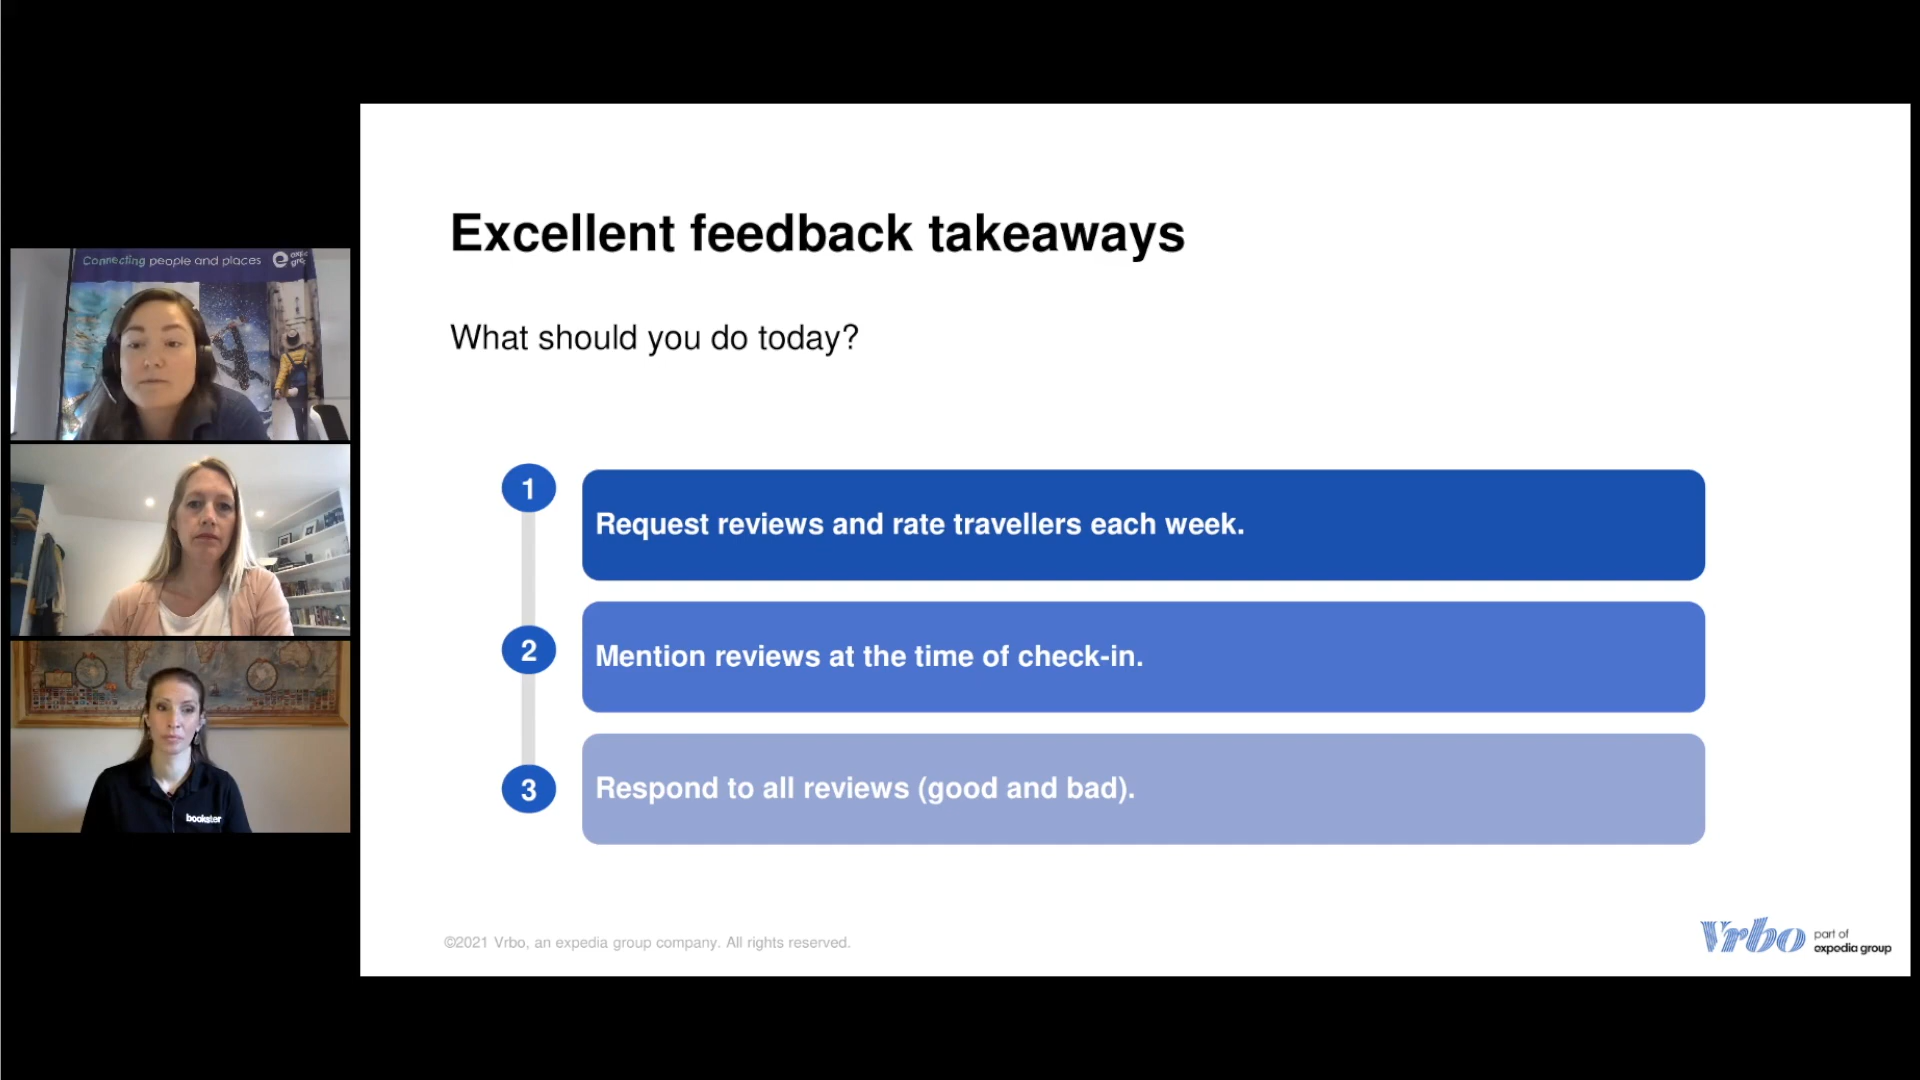 Connecting people and places
Excellent feedback takeaways
What should you do today?
1
Request reviews and rate travellers each week.
2
Mention reviews at the time of check-in.
3
Respond to all reviews (good and bad).
bookster
©2021 Vrbo, an expedia group company. All rights reserved.
Vrbo
part of
expedia group